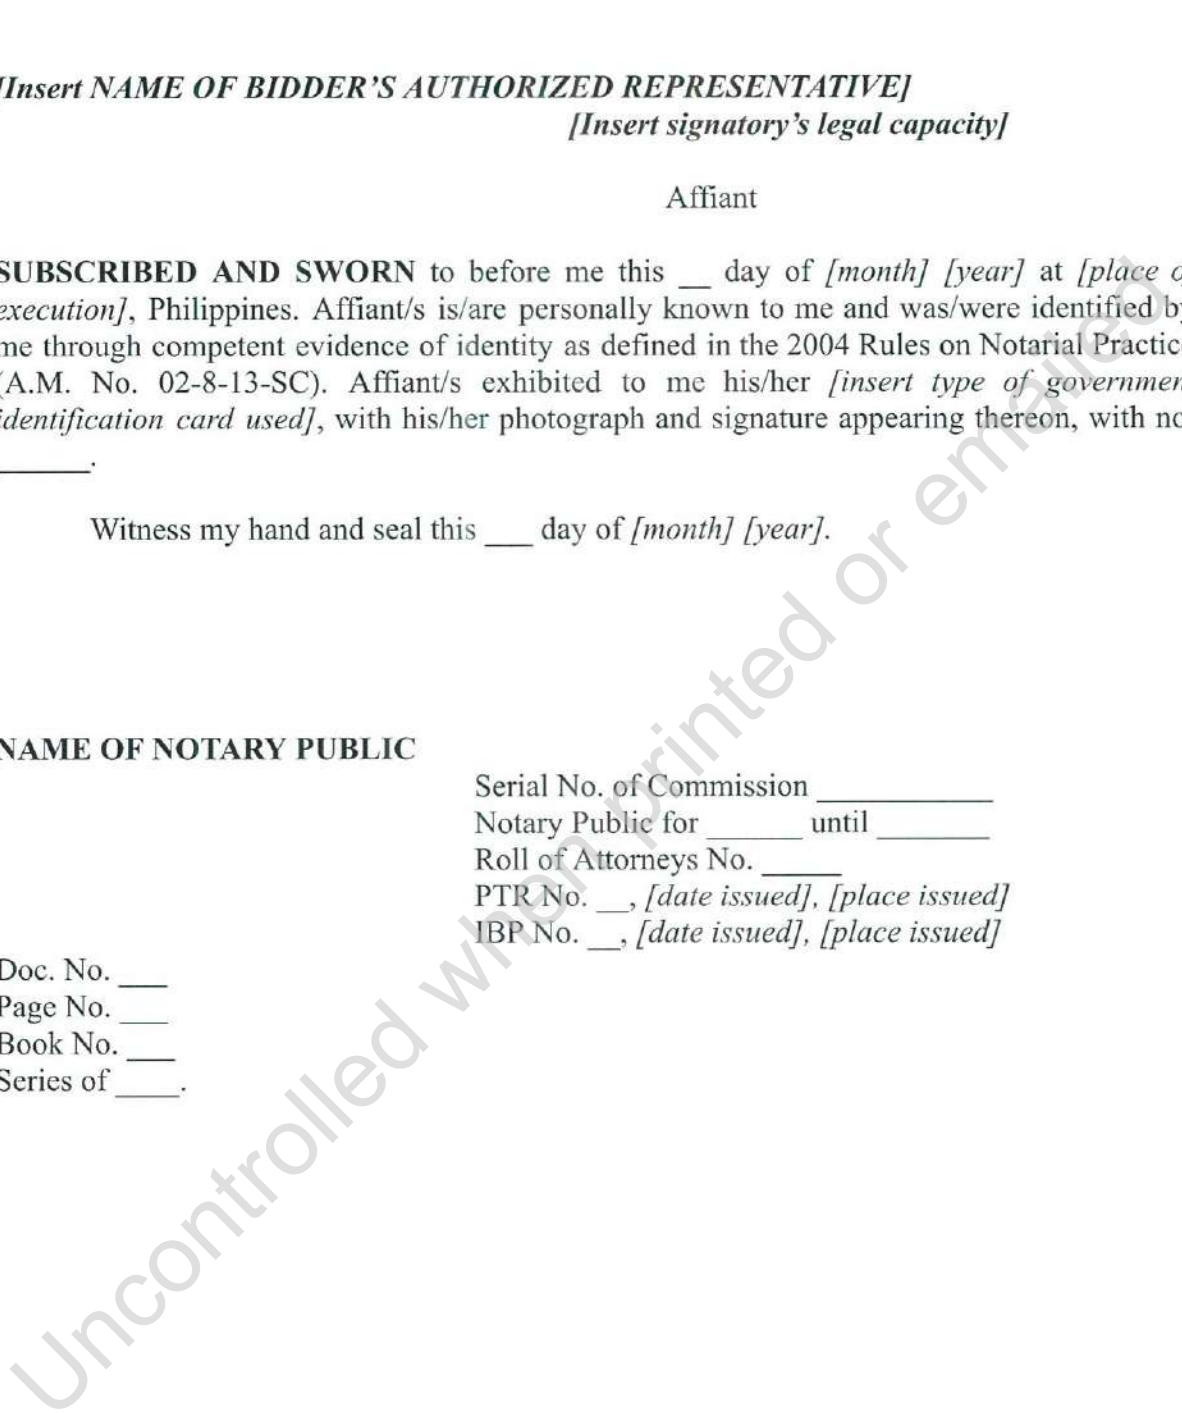 [Insert NAME OF BIDDER'S AUTHORIZED REPRESENTATIVE]
[Insert signatory's legal capacity]
Affiant
SUBSCRIBED AND SWORN to before me this __ day of [month] [year] at [place
execution], Philippines. Affiant/s is/are personally known to me and was/were identified by
me through competent evidence of identity as defined in the 2004 Rules on Notarial Practic
(A.M. No. 02-8-13-SC). Affiant/s exhibited to me his/her [insert type of governmen
identification card used], with his/her photograph and signature appearing thereon, with no
______.
Witness my hand and seal this ___ day of [month] [year].
NAME OF NOTARY PUBLIC
Serial No. of Commission ___________
Notary Public for ______ until _______
Roll of Attorneys No. _____
PTR No. __, [date issued], [place issued]
IBP No. __, [date issued], [place issued]
Doc. No. ___
Page No. ___
Book No. ___
Series of ____.
Uncontrolled when printed or emailed